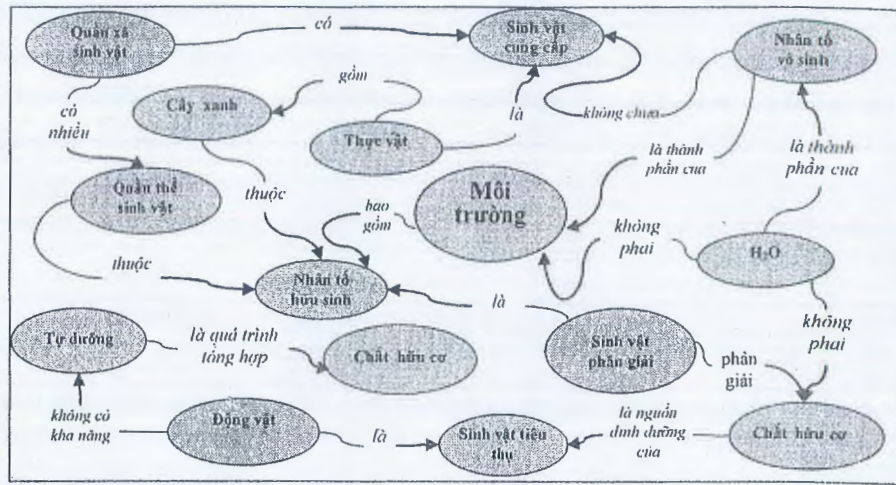 Quần xã
sinh vật
có
Sinh vật
cung cấp
Nhân tố
vô sinh
gồm
Cây xanh
có
nhiều
là
không chứa
Thực vật
là thành
phần của
là thành
phần của
Quần thể
sinh vật
thuộc
bao
gồm
Môi
trường
không
phải
H₂O
thuộc
Nhân tố
hữu sinh
là
không
phải
Tự dưỡng
là quá trình
tổng hợp
Chất hữu cơ
Sinh vật
phân giải
phân
giải
không có
khả năng
Động vật
là
Sinh vật tiêu
thụ
là nguồn
dinh dưỡng
của
Chất hữu cơ